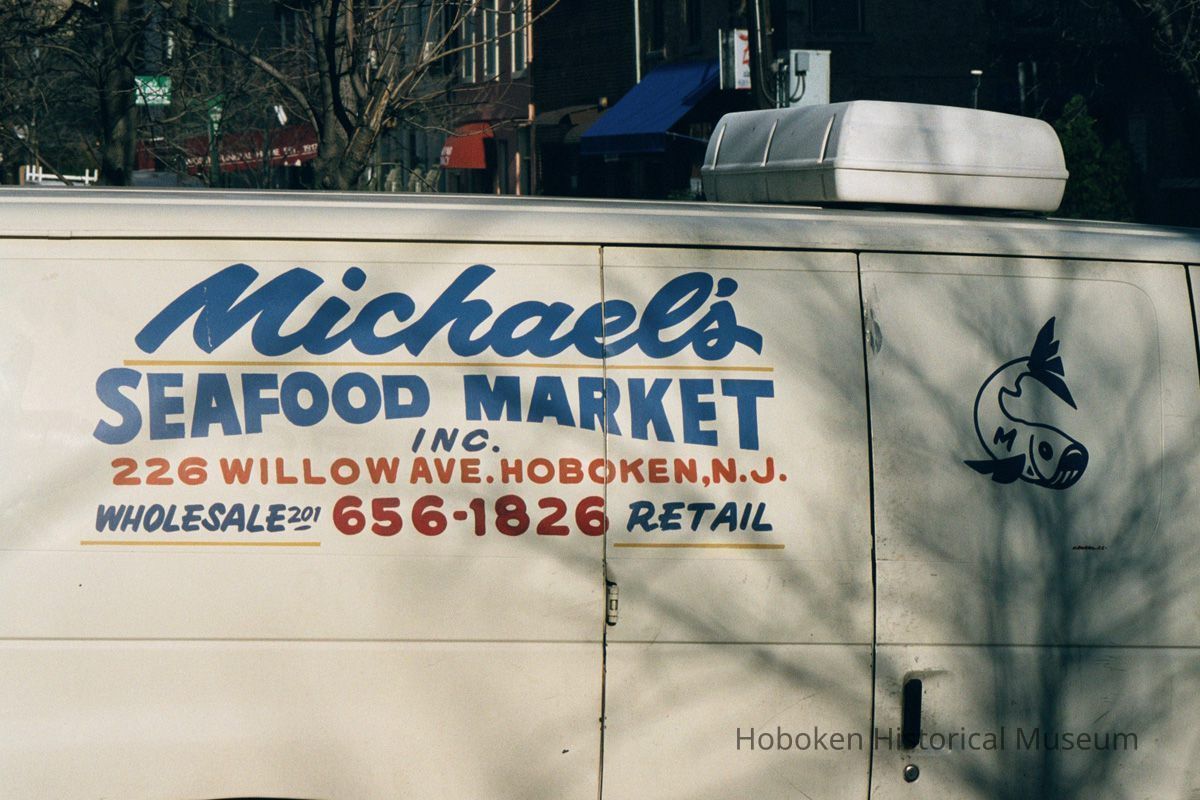 Michael's
SEAFOOD MARKET
INC.
226 WILLOW AVE. HOBOKEN, N.J.
WHOLESALE 201 656-1826 RETAIL
M
Hoboken Historical Museum